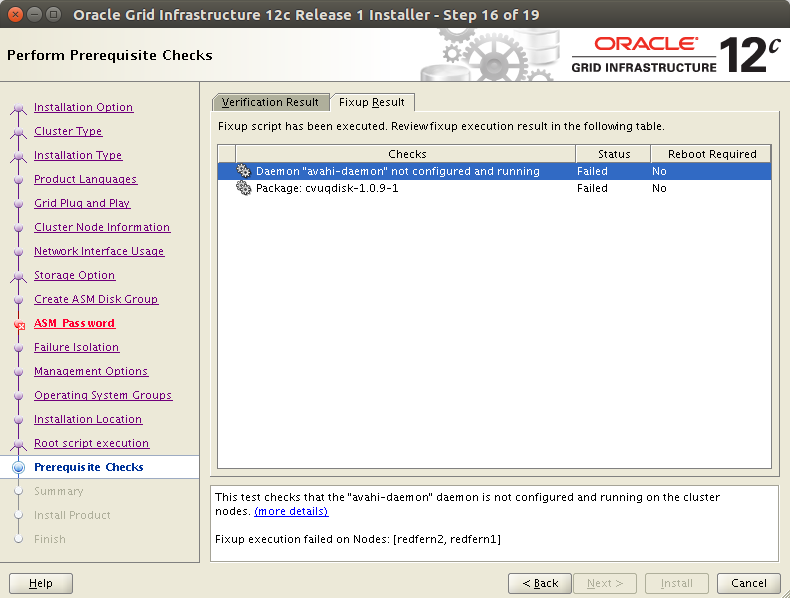 Oracle Grid Infrastructure 12c Release 1 Installer - Step 16 of 19
Perform Prerequisite Checks
ORACLE
GRID INFRASTRUCTURE 12c
Installation Option
Cluster Type
Installation Type
Product Languages
Grid Plug and Play
Cluster Node Information
Network Interface Usage
Storage Option
Create ASM Disk Group
ASM Password
Failure Isolation
Management Options
Operating System Groups
Installation Location
Root script execution
Prerequisite Checks
Summary
Install Product
Finish
Verification Result Fixup Result
Fixup script has been executed. Review fixup execution result in the following table.
Checks Status Reboot Required
Daemon "avahi-daemon" not configured and running Failed No
Package: cvuqdisk-1.0.9-1 Failed No
This test checks that the "avahi-daemon" daemon is not configured and running on the cluster
nodes. (more details)
Fixup execution failed on Nodes: [redfern2, redfern1]
Help < Back Next > Install Cancel